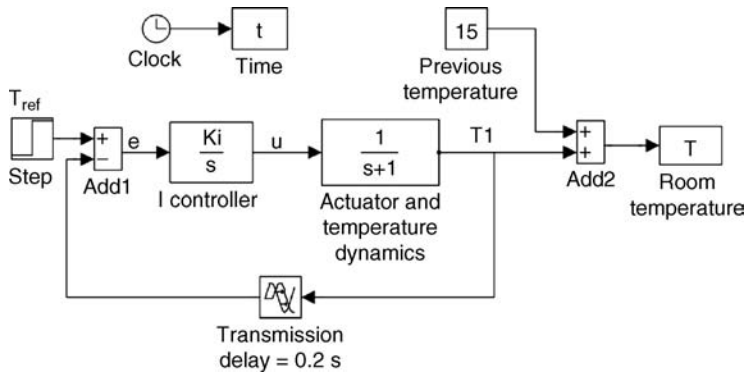 t
Clock
Time
15
Previous
temperature
T_ref
+
−
e
Ki
s
u
1
s+1
T1
+
+
T
Step
Add1
I controller
Actuator and
temperature
dynamics
Add2
Room
temperature
Transmission
delay = 0.2 s